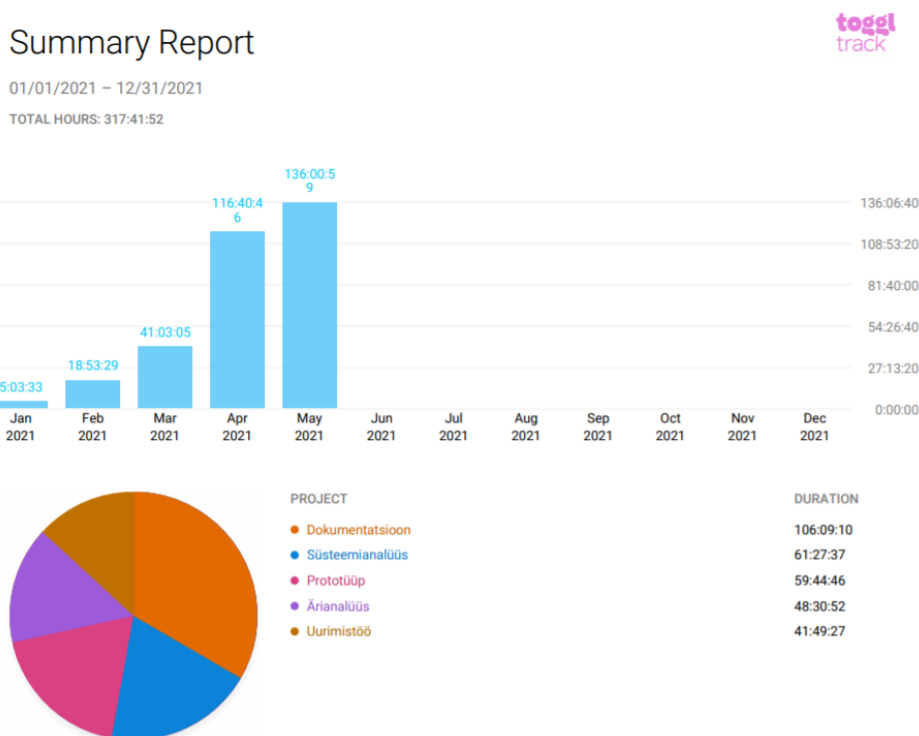 toggl
track
Summary Report
01/01/2021 – 12/31/2021
TOTAL HOURS: 317:41:52
136:00:5
9
116:40:4
6
41:03:05
18:53:29
5:03:33
136:06:40
108:53:20
81:40:00
54:26:40
27:13:20
0:00:00
Jan Feb Mar Apr May Jun Jul Aug Sep Oct Nov Dec
2021 2021 2021 2021 2021 2021 2021 2021 2021 2021 2021 2021
PROJECT DURATION
Dokumentatsioon 106:09:10
Süsteemianalüüs 61:27:37
Prototüüp 59:44:46
Ärianalüüs 48:30:52
Uurimistöö 41:49:27